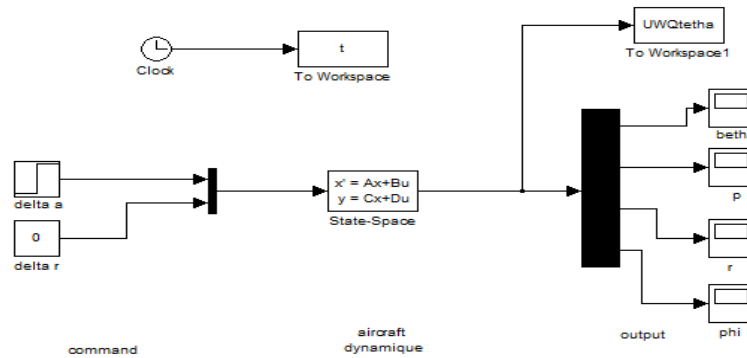 UWQtetha
To Workspace1
t
To Workspace
Clock
beth
x' = Ax+Bu
y = Cx+Du
State-Space
delta a
p
0
delta r
r
phi
command
aircraft
dynamique
output